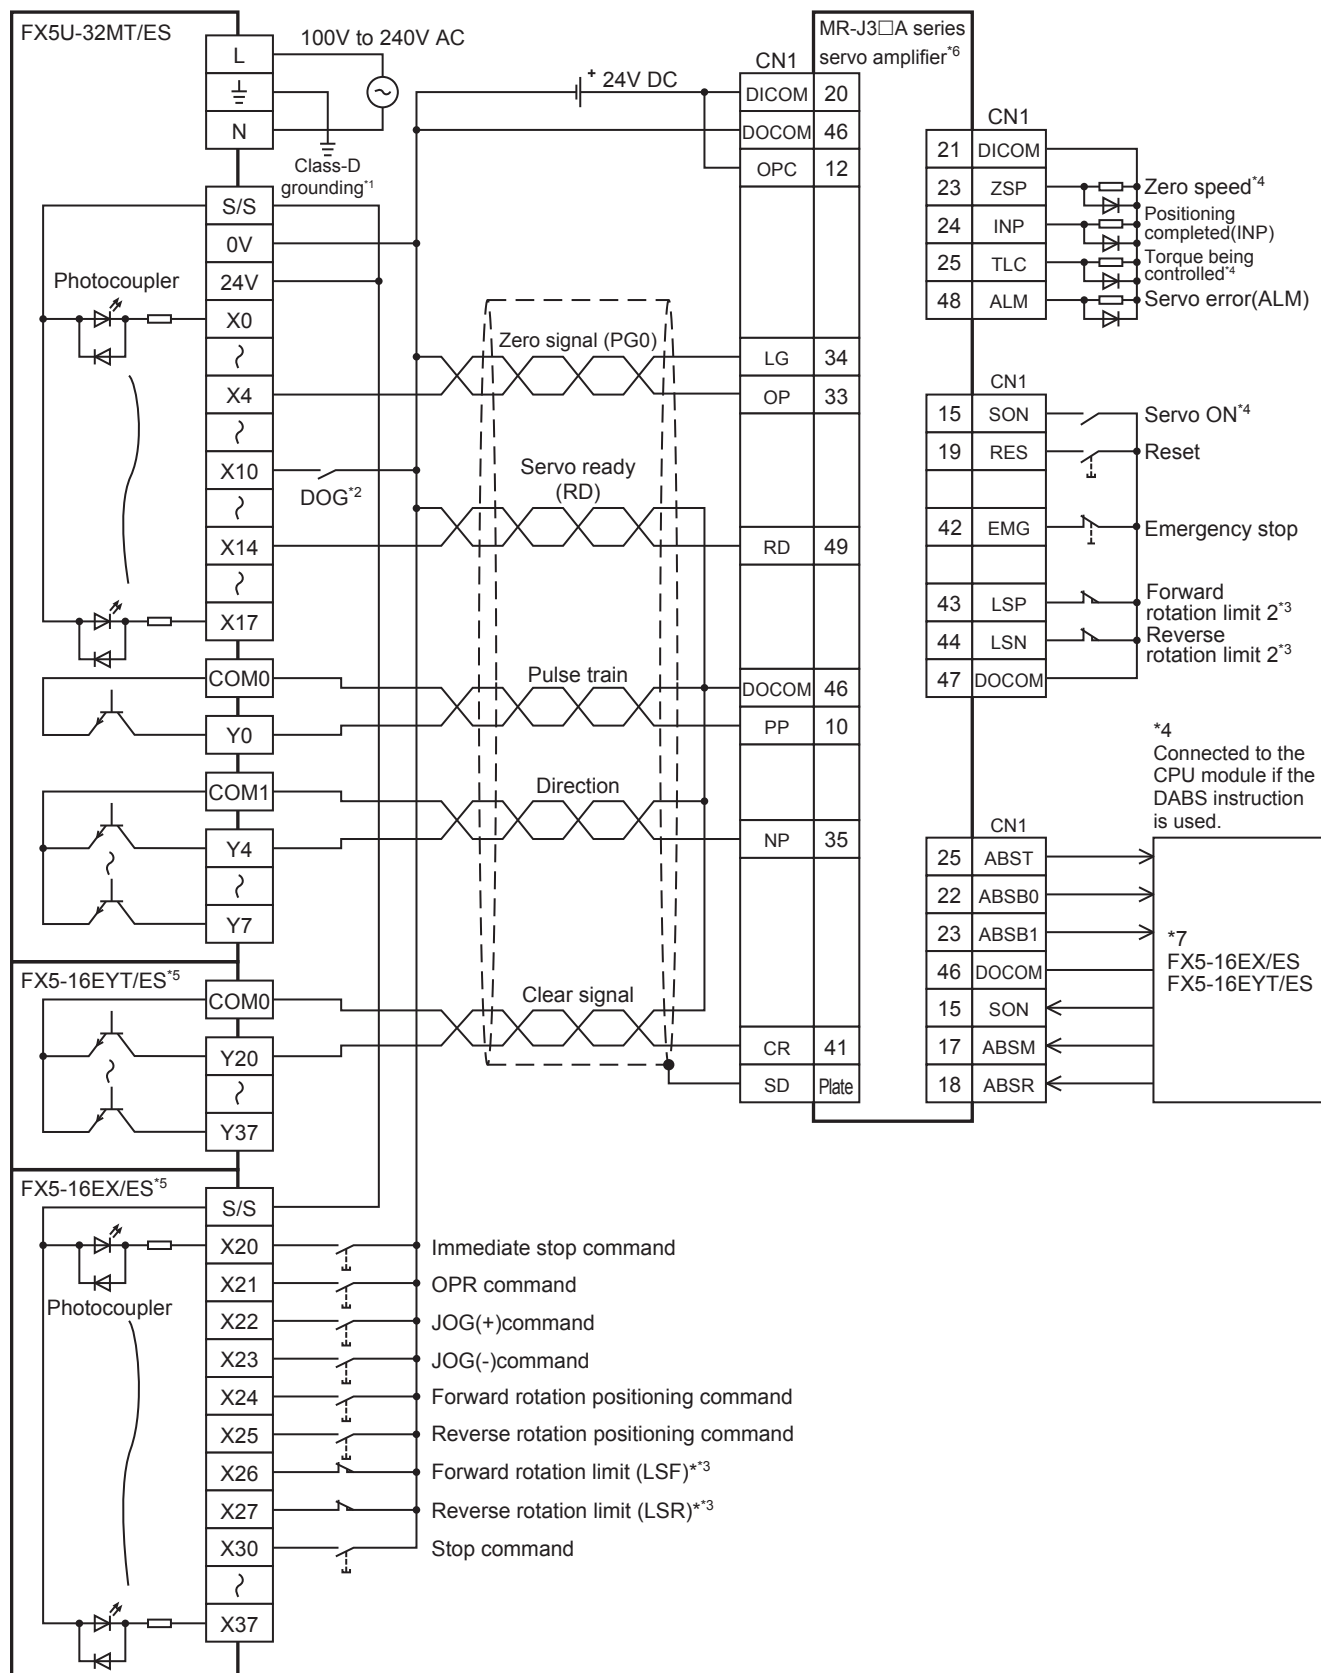 FX5U-32MT/ES
L
N
100V to 240V AC
Class-D
grounding*1
S/S
0V
24V
X0
X4
X10
X14
X17
COM0
Y0
COM1
Y4
Y7
Photocoupler
DOG*2
FX5-16EYT/ES*5
COM0
Y20
Y37
FX5-16EX/ES*5
S/S
X20
X21
X22
X23
X24
X25
X26
X27
X30
X37
Photocoupler
Immediate stop command
OPR command
JOG(+)command
JOG(-)command
Forward rotation positioning command
Reverse rotation positioning command
Forward rotation limit (LSF)**3
Reverse rotation limit (LSR)**3
Stop command
+ 24V DC
Zero signal (PG0)
Servo ready
(RD)
Pulse train
Direction
Clear signal
MR-J3□A series
servo amplifier*6
CN1
DICOM 20
DOCOM 46
OPC 12
LG 34
OP 33
RD 49
DOCOM 46
PP 10
NP 35
CR 41
SD Plate
CN1
21 DICOM
23 ZSP
24 INP
25 TLC
48 ALM
Zero speed*4
Positioning
completed(INP)
Torque being
controlled*4
Servo error(ALM)
CN1
15 SON
19 RES
42 EMG
43 LSP
44 LSN
47 DOCOM
Servo ON*4
Reset
Emergency stop
Forward
rotation limit 2*3
Reverse
rotation limit 2*3
*4
Connected to the
CPU module if the
DABS instruction
is used.
CN1
25 ABST
22 ABSB0
23 ABSB1
46 DOCOM
15 SON
17 ABSM
18 ABSR
*7
FX5-16EX/ES
FX5-16EYT/ES